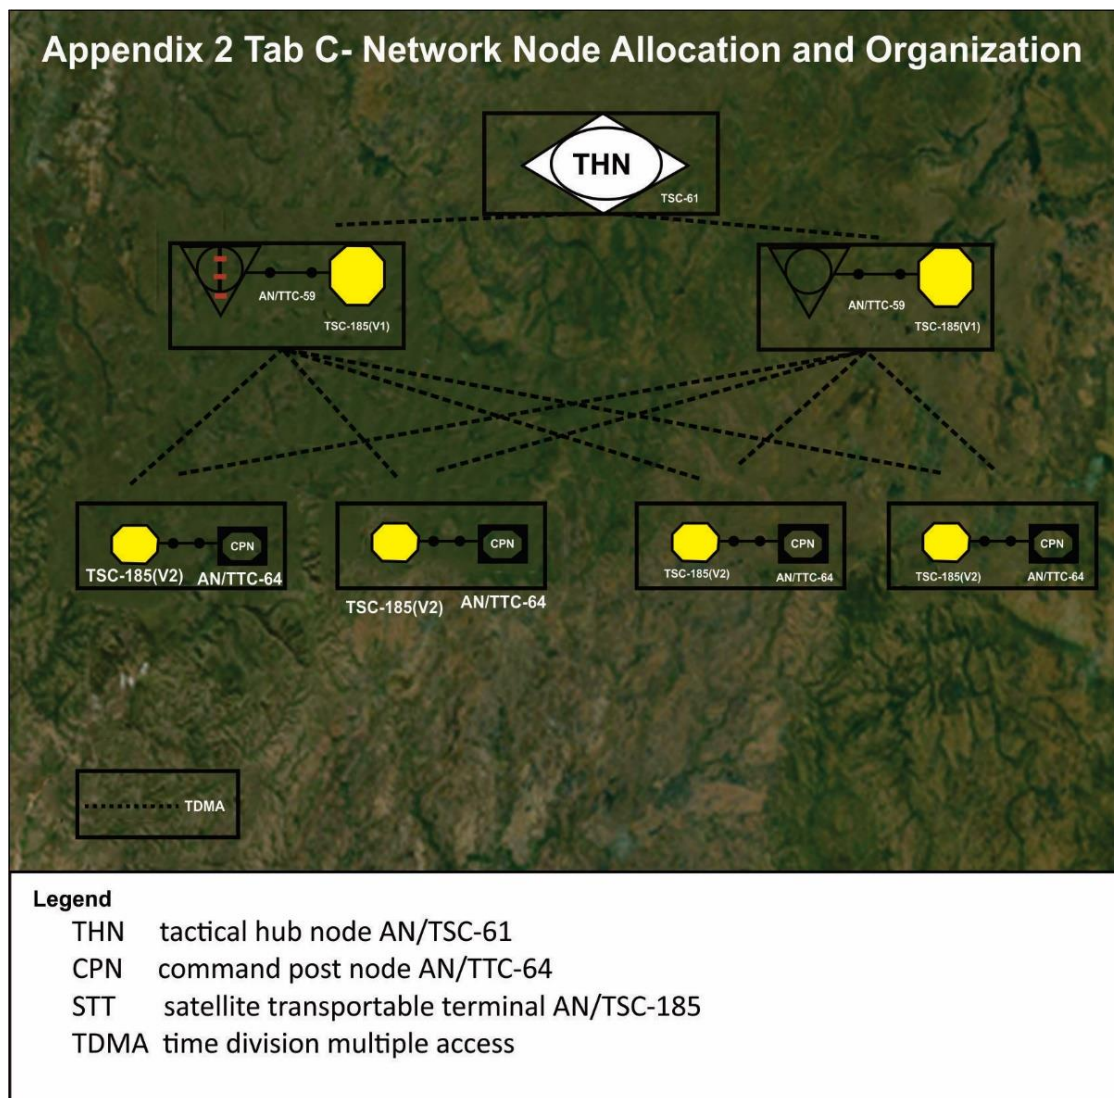 Appendix 2 Tab C- Network Node Allocation and Organization
THN
TSC-61
AN/TTC-59
TSC-185(V1)
AN/TTC-59
TSC-185(V1)
CPN
TSC-185(V2)
AN/TTC-64
CPN
TSC-185(V2)
AN/TTC-64
CPN
TSC-185(V2)
AN/TTC-64
CPN
TSC-185(V2)
AN/TTC-64
TDMA
Legend
THN tactical hub node AN/TSC-61
CPN command post node AN/TTC-64
STT satellite transportable terminal AN/TSC-185
TDMA time division multiple access